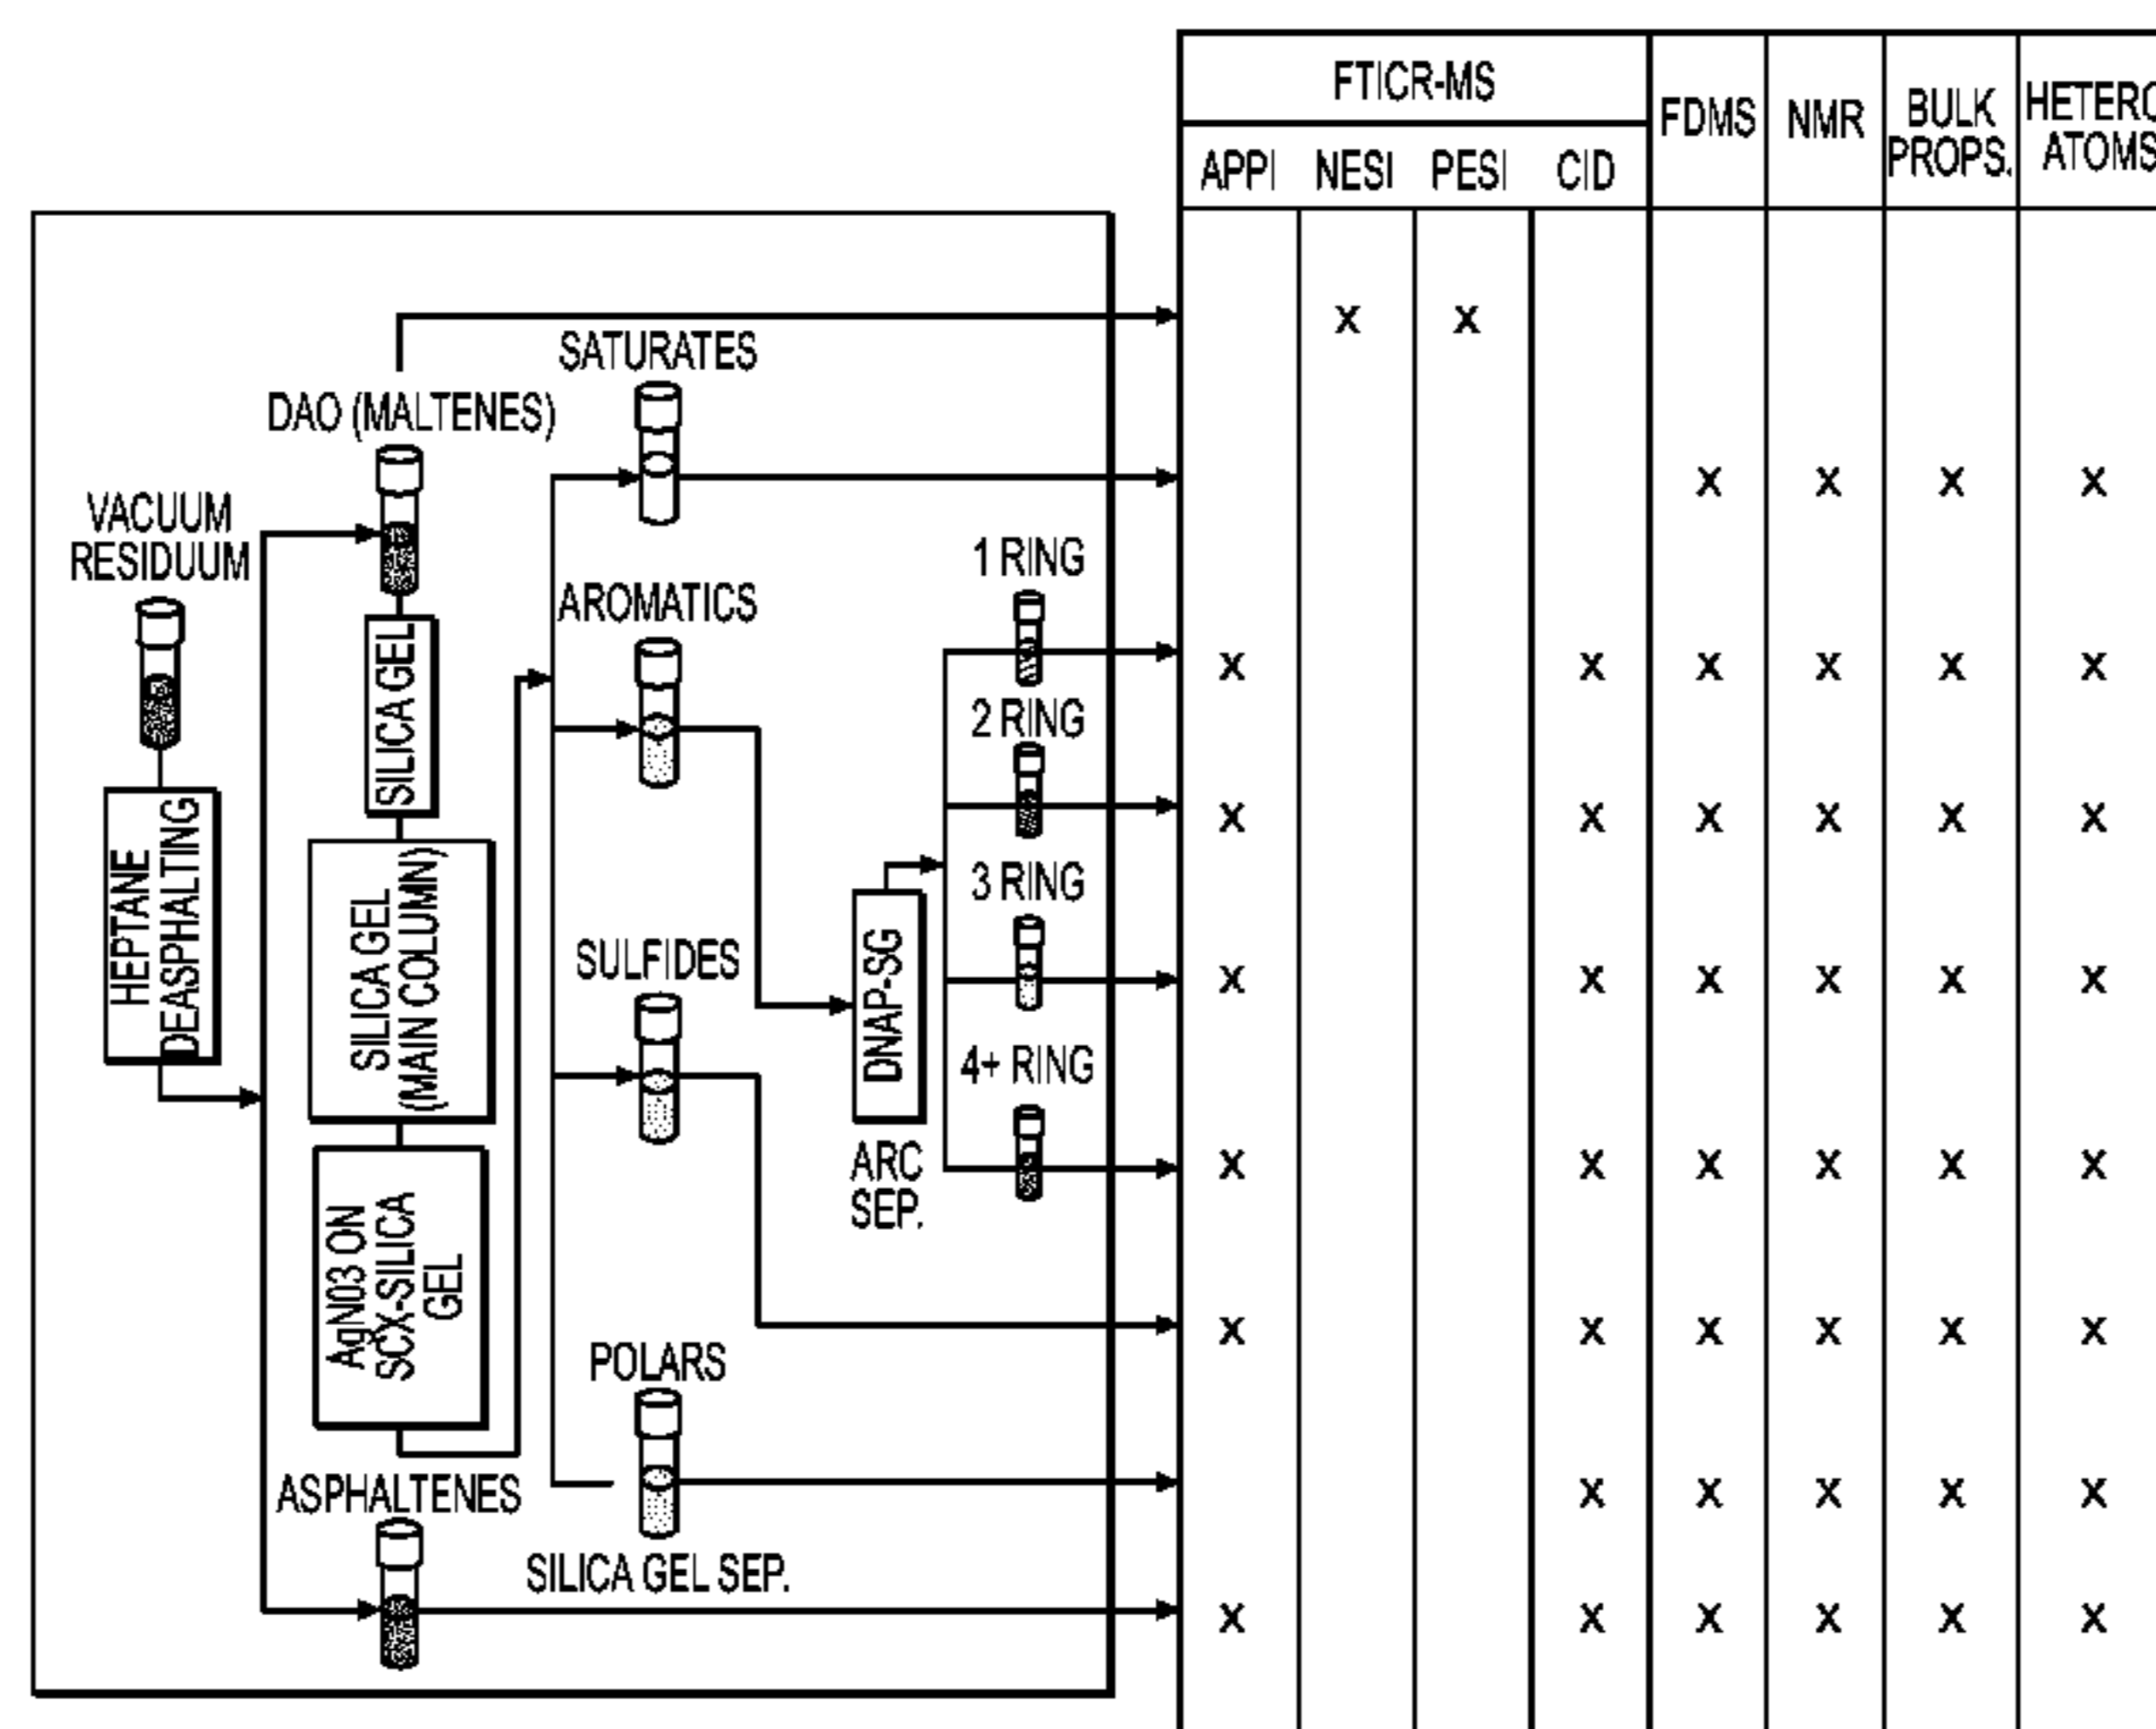 FTICR-MS
FDMS
NMR
BULK
PROPS.
HETERO
ATOMS
APPI
NESI
PESI
CID
X X
SATURATES
DAO (MALTENES)
X X X X
VACUUM
RESIDUUM
1 RING
AROMATICS
SILICA GEL
X X X X X X
2 RING
HEPTANE
DEASPHALTING
X X X X X X
SILICA GEL
(MAIN COLUMN)
3 RING
SULFIDES
DNAP-SG
X X X X X X
4+ RING
ARC
SEP.
X X X X X X
AgN03 ON
SCX-SILICA
GEL
X X X X X X
POLARS
ASPHALTENES
X X X X X
SILICA GEL SEP.
X X X X X X